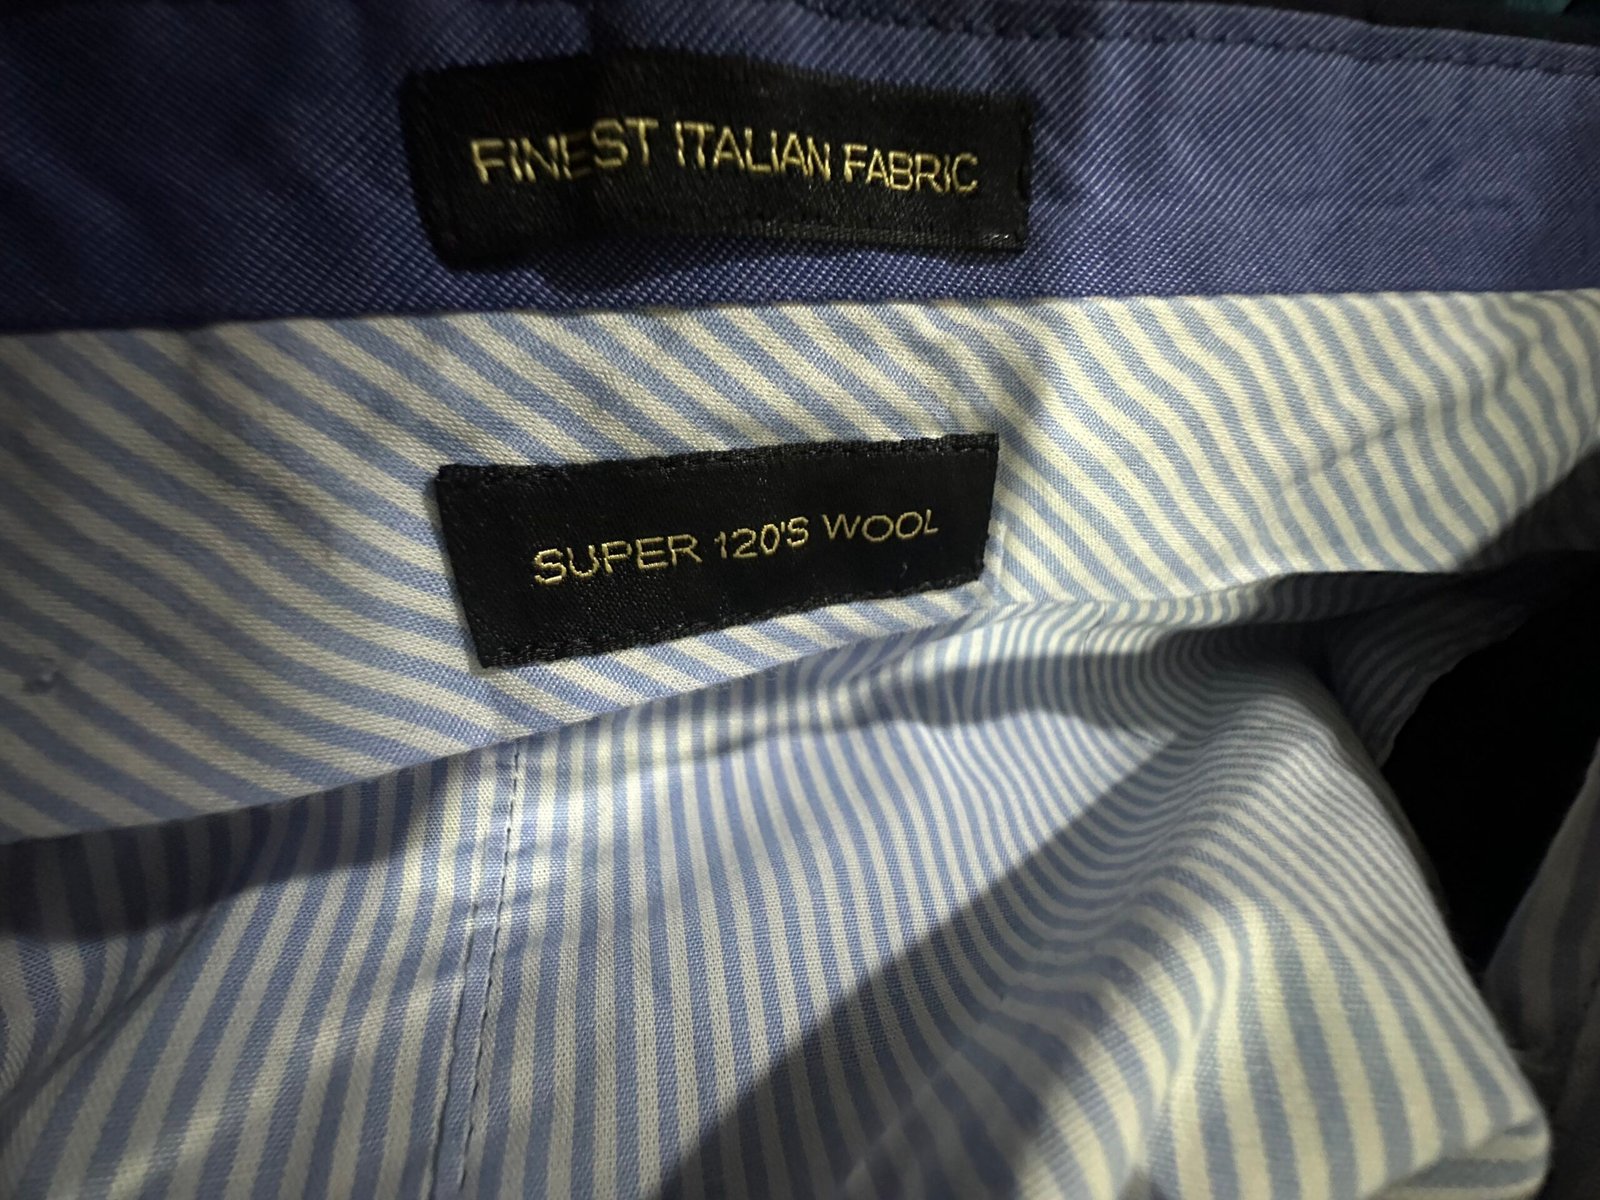 FINEST ITALIAN FABRIC
SUPER 120'S WOOL